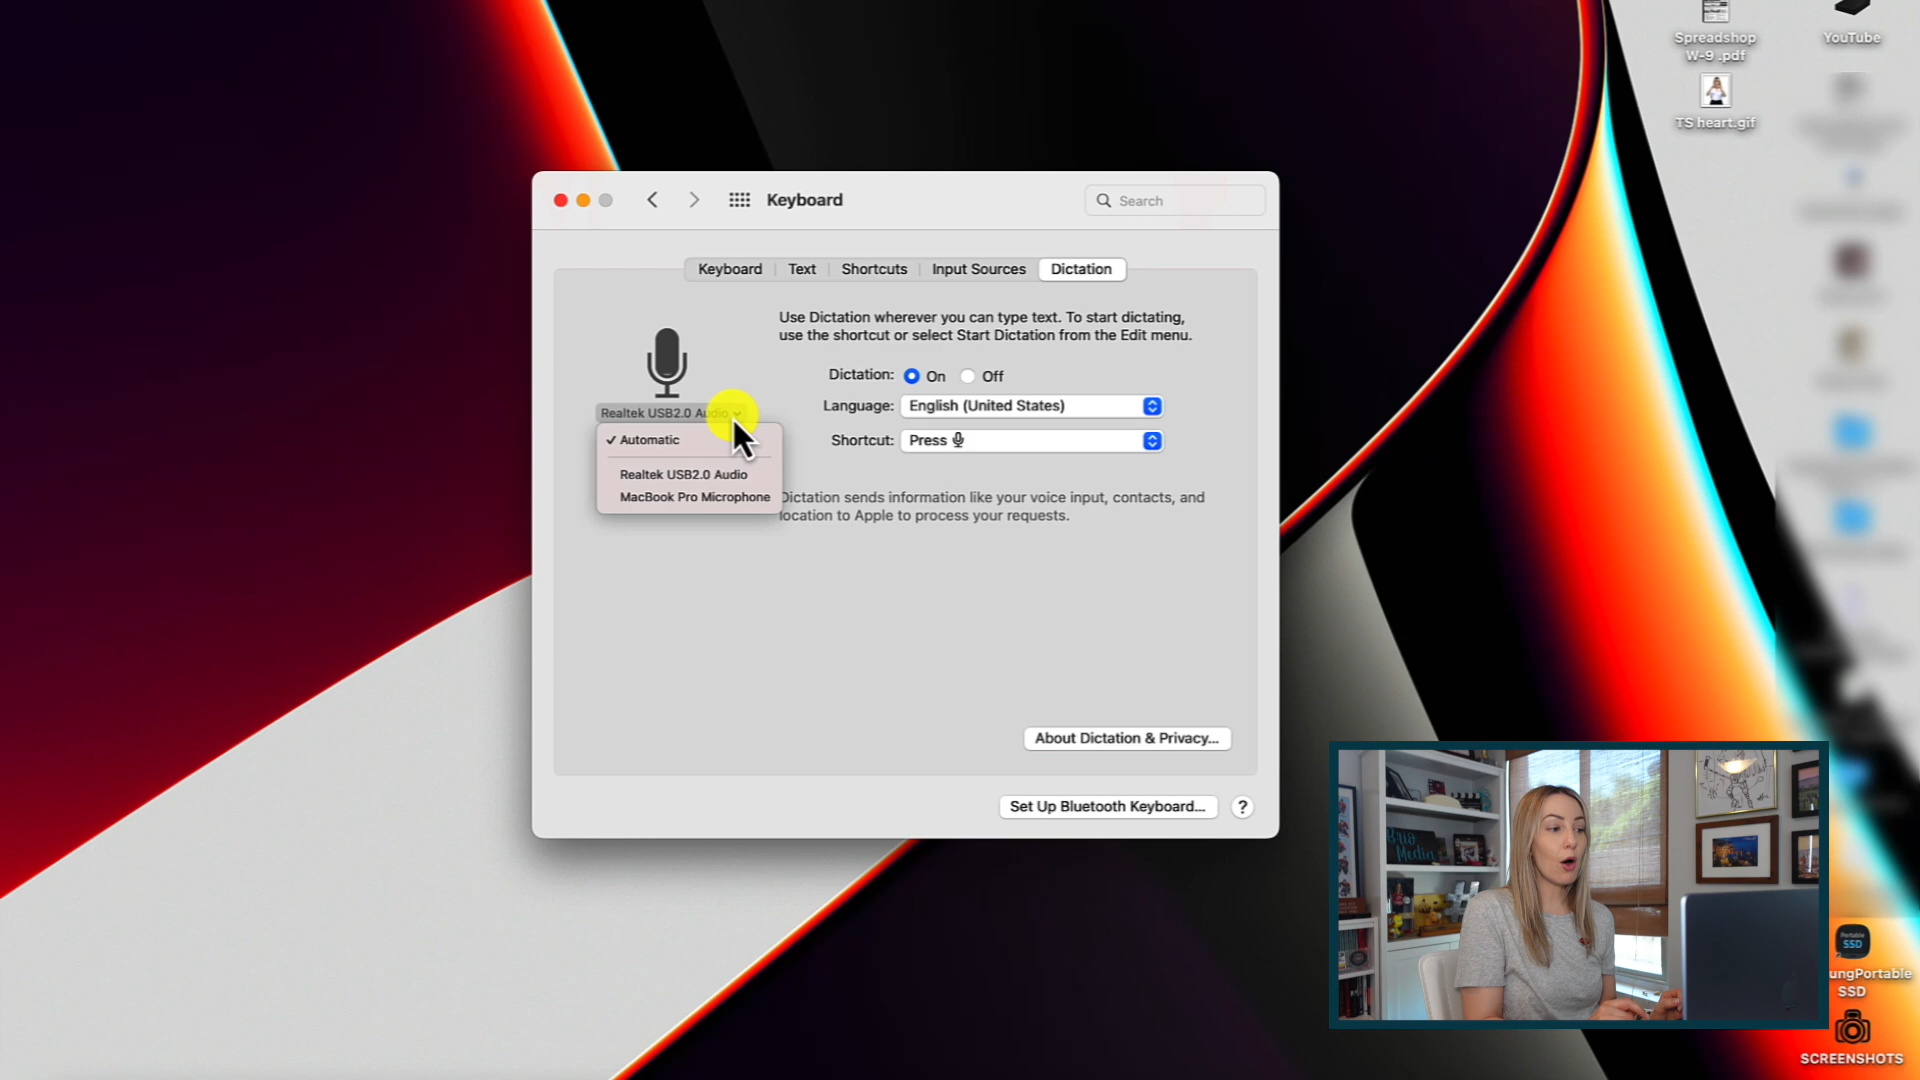 Spreadshop
W-9 .pdf
YouTube
TS heart.gif
Keyboard
Search
Keyboard
Text
Shortcuts
Input Sources
Dictation
Use Dictation wherever you can type text. To start dictating,
use the shortcut or select Start Dictation from the Edit menu.
Dictation:
On
Off
Realtek USB2.0 Audio
Language:
English (United States)
✓ Automatic
Shortcut:
Press
Realtek USB2.0 Audio
MacBook Pro Microphone
Dictation sends information like your voice input, contacts, and
location to Apple to process your requests.
About Dictation & Privacy...
Set Up Bluetooth Keyboard...
?
Brio
Media
Portable
SSD
ungPortable
SSD
SCREENSHOTS